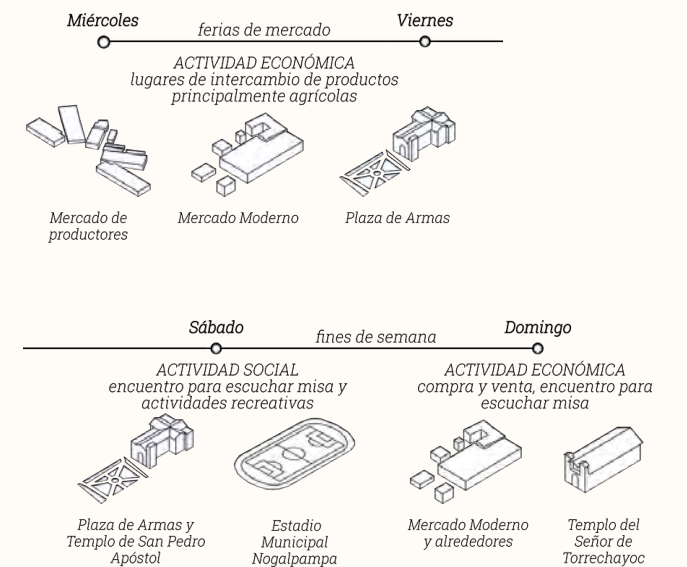 Miércoles
ferias de mercado
Viernes
ACTIVIDAD ECONÓMICA
lugares de intercambio de productos
principalmente agrícolas
Mercado de
productores
Mercado Moderno
Plaza de Armas
Sábado
fines de semana
Domingo
ACTIVIDAD SOCIAL
encuentro para escuchar misa y
actividades recreativas
ACTIVIDAD ECONÓMICA
compra y venta, encuentro para
escuchar misa
Plaza de Armas y
Templo de San Pedro
Apóstol
Estadio
Municipal
Nogalpampa
Mercado Moderno
y alrededores
Templo del
Señor de
Torrechayoc